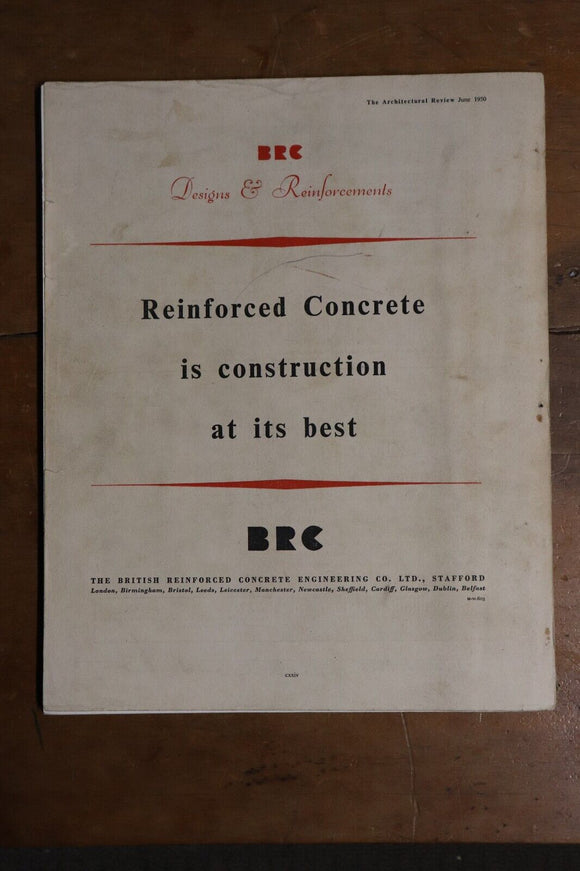 The Architectural Review June 1950
BRC
Designs & Reinforcements
Reinforced Concrete
is construction
at its best
BRC
THE BRITISH REINFORCED CONCRETE ENGINEERING CO. LTD., STAFFORD
London, Birmingham, Bristol, Leeds, Leicester, Manchester, Newcastle, Sheffield, Cardiff, Glasgow, Dublin, Belfast
cxxiv